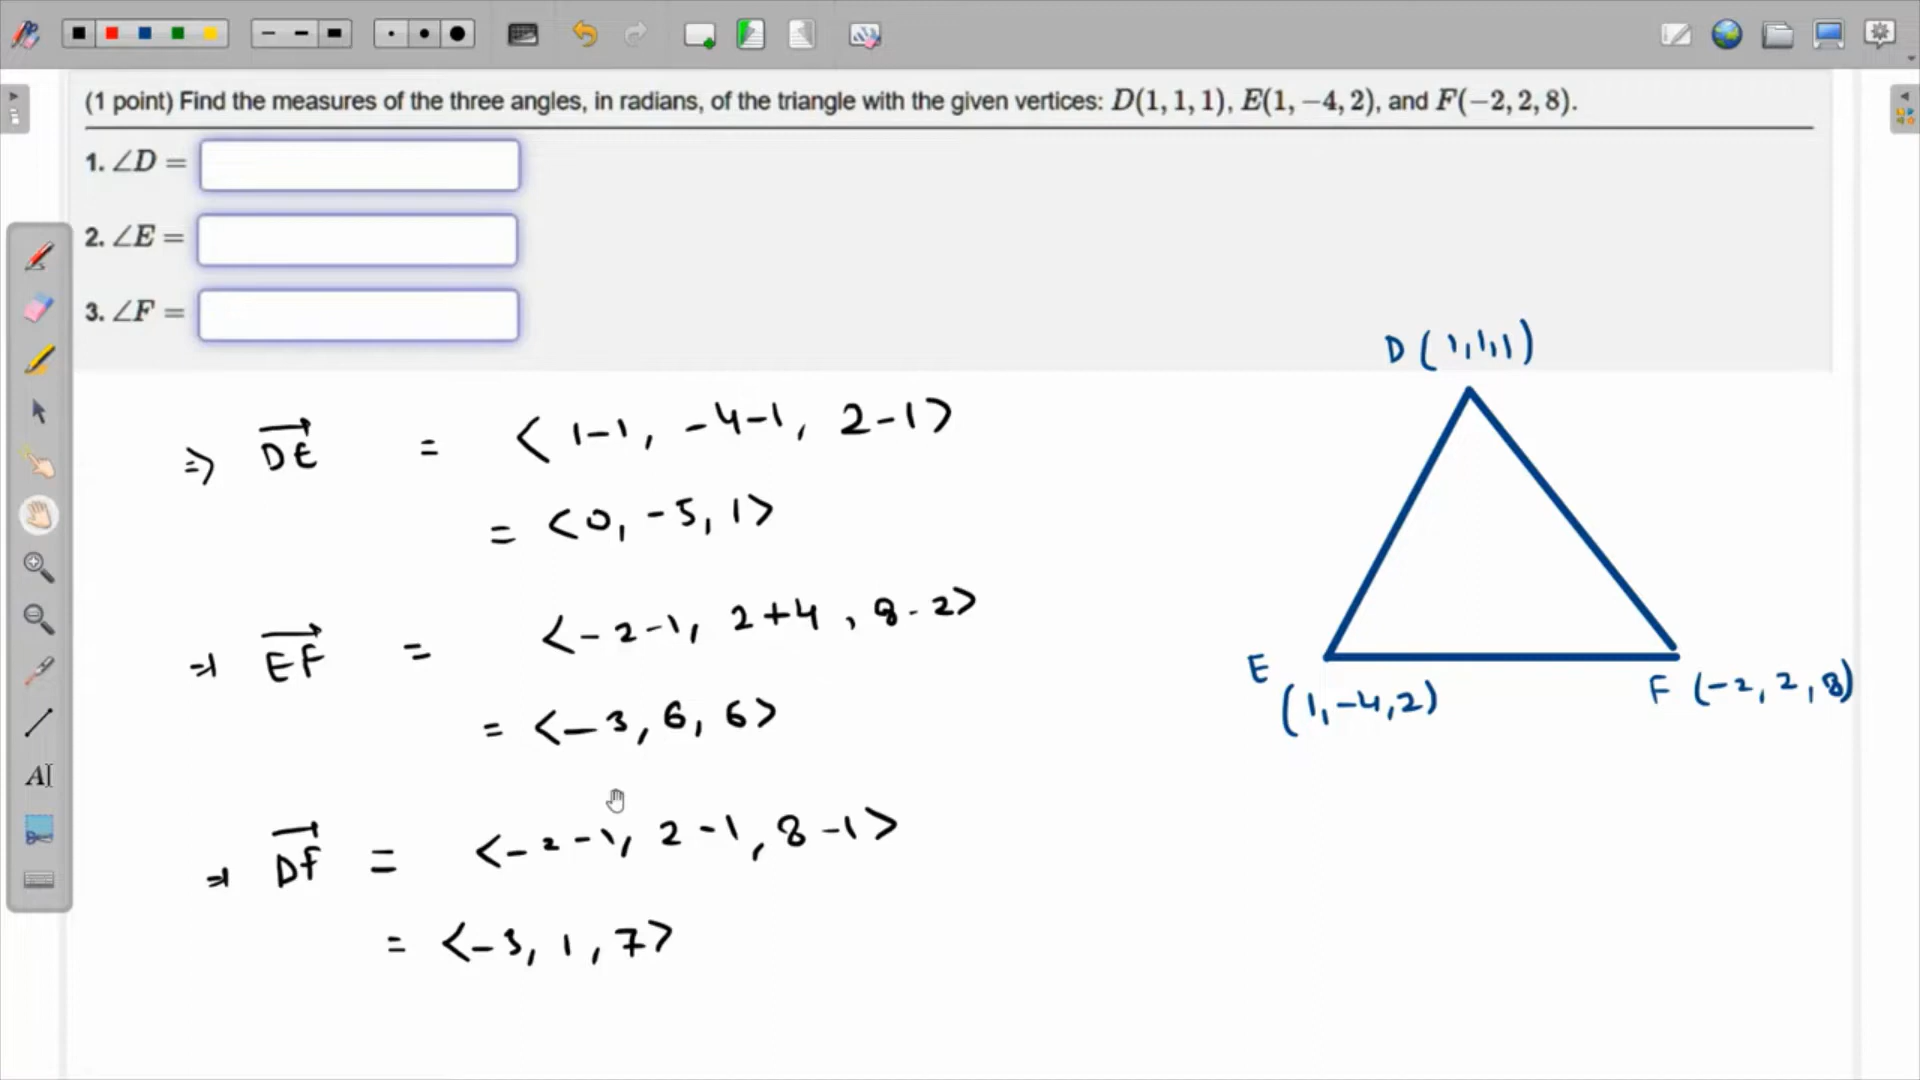 (1 point) Find the measures of the three angles, in radians, of the triangle with the given vertices: D(1, 1, 1), E(1, −4, 2), and F(−2, 2, 8).
1. ∠D =
2. ∠E =
3. ∠F =
D (1,1,1)
⇒ DE = <1-1, -4-1, 2-1>
= <0, -5, 1>
⇒ EF = <-2-1, 2+4, 8-2>
= <-3, 6, 6>
E
(1,-4,2)
F (-2, 2, 8)
⇒ DF = <-2-1, 2-1, 8-1>
= <-3, 1, 7>
A